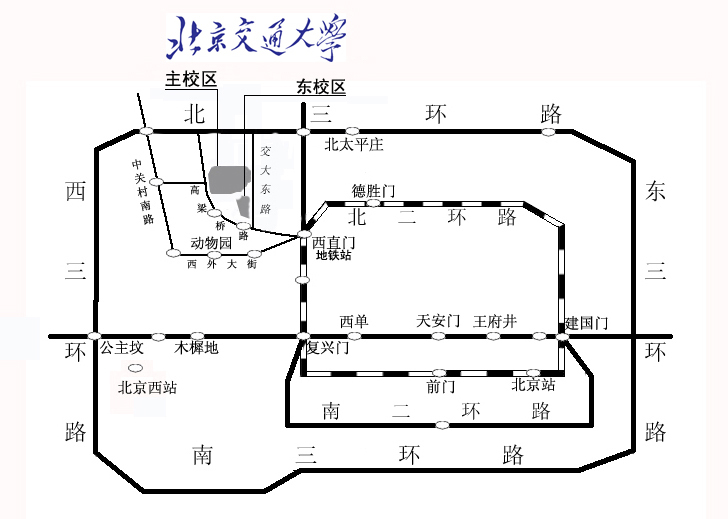 北京交通大学
主校区
东校区
北三环路
北太平庄
中关村南路
高梁桥路
交大东路
西三环路
东三环路
德胜门
北二环路
动物园
西直门
地铁站
西外大街
西单
天安门
王府井
建国门
公主坟
木樨地
复兴门
北京西站
前门
北京站
南二环路
南三环路